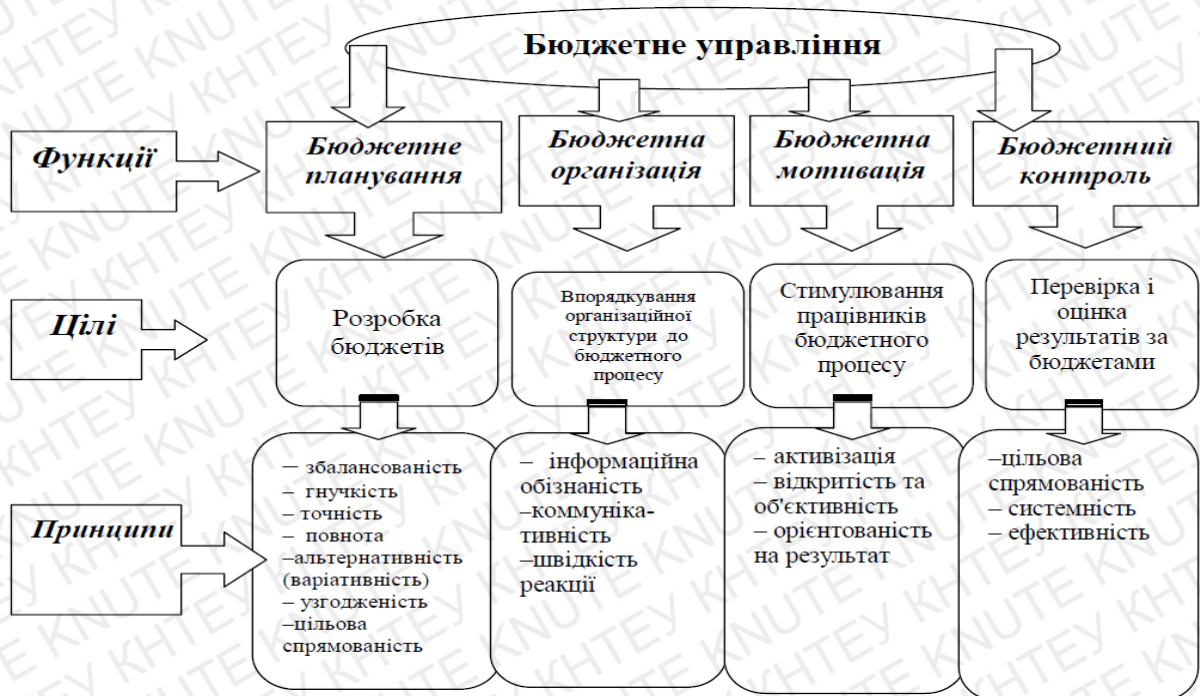 Бюджетне управління
Функції
Бюджетне
планування
Бюджетна
організація
Бюджетна
мотивація
Бюджетний
контроль
Цілі
Розробка
бюджетів
Впорядкування
організаційної
структури до
бюджетного
процесу
Стимулювання
працівників
бюджетного
процесу
Перевірка і
оцінка
результатів за
бюджетами
Принципи
– збалансованість
– гнучкість
– точність
– повнота
–альтернативність
(варіативність)
– узгодженість
–цільова
спрямованість
– інформаційна
обізнаність
–коммуніка-
тивність
–швідкість
реакції
– активізація
– відкритість та
об'єктивність
– орієнтованість
на результат
–цільова
спрямованість
– системність
– ефективність
KNUTE КНТЕУ